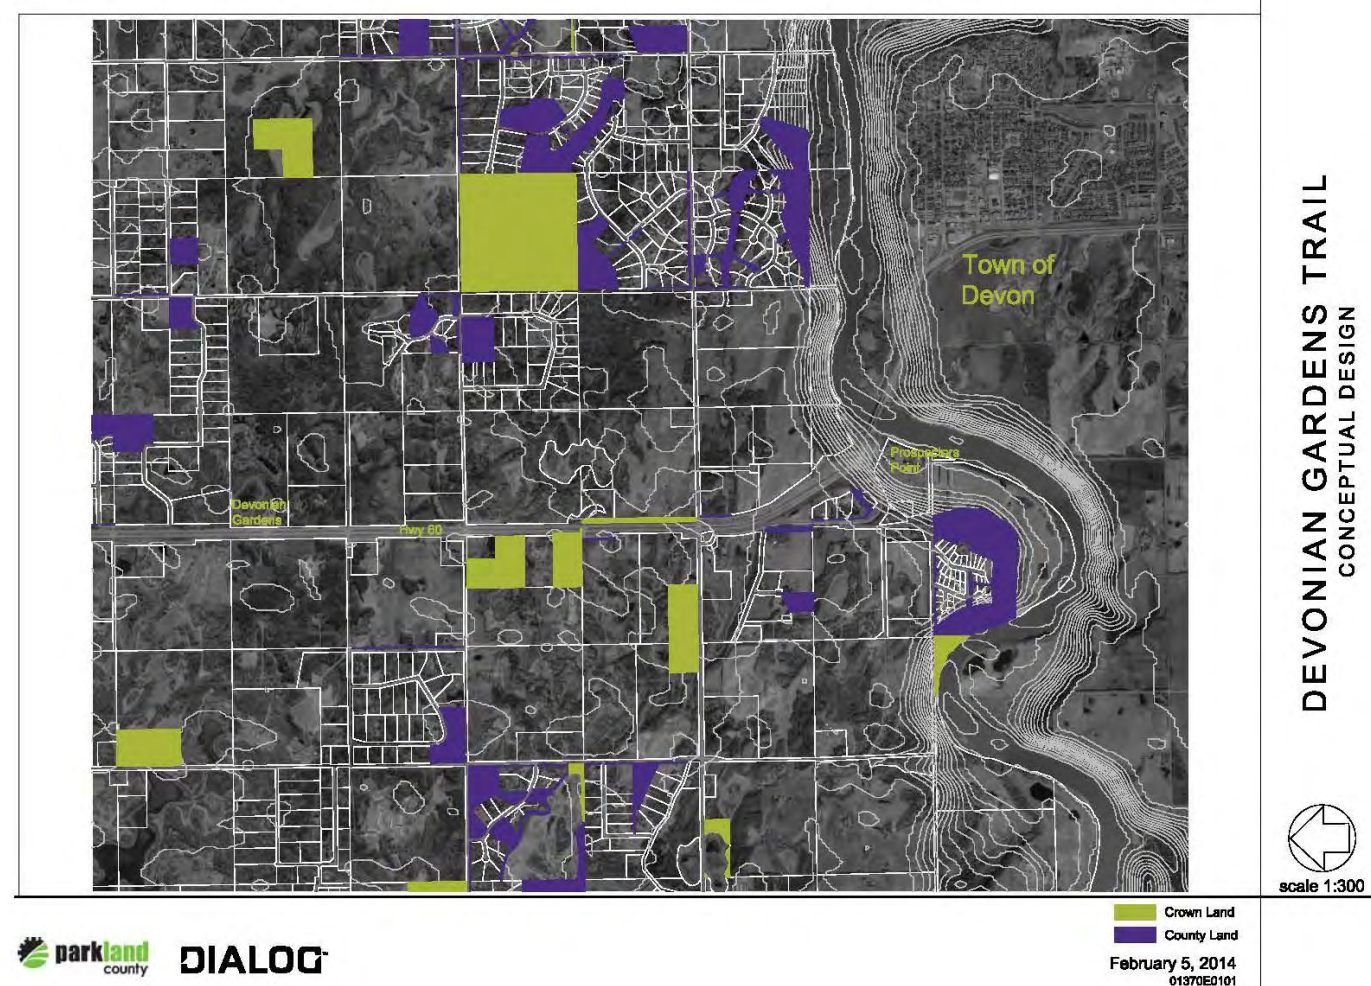 Town of
Devon
Prospectors
Point
Devonian
Gardens
Hwy 60
DEVONIAN GARDENS TRAIL
CONCEPTUAL DESIGN
scale 1:300
Crown Land
County Land
February 5, 2014
01370E0101
parkland
county
DIALOG